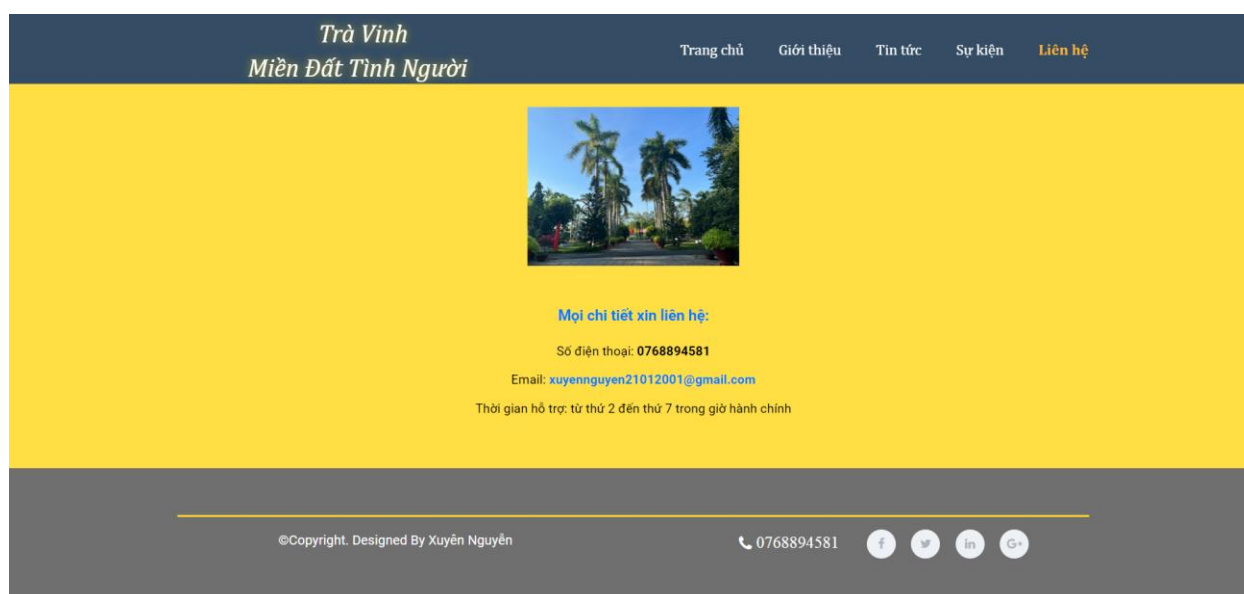 Trà Vinh
Miền Đất Tình Người
Trang chủ Giới thiệu Tin tức Sự kiện Liên hệ
Mọi chi tiết xin liên hệ:
Số điện thoại: 0768894581
Email: xuyennguyen21012001@gmail.com
Thời gian hỗ trợ: từ thứ 2 đến thứ 7 trong giờ hành chính
©Copyright. Designed By Xuyên Nguyễn
0768894581
f in G+